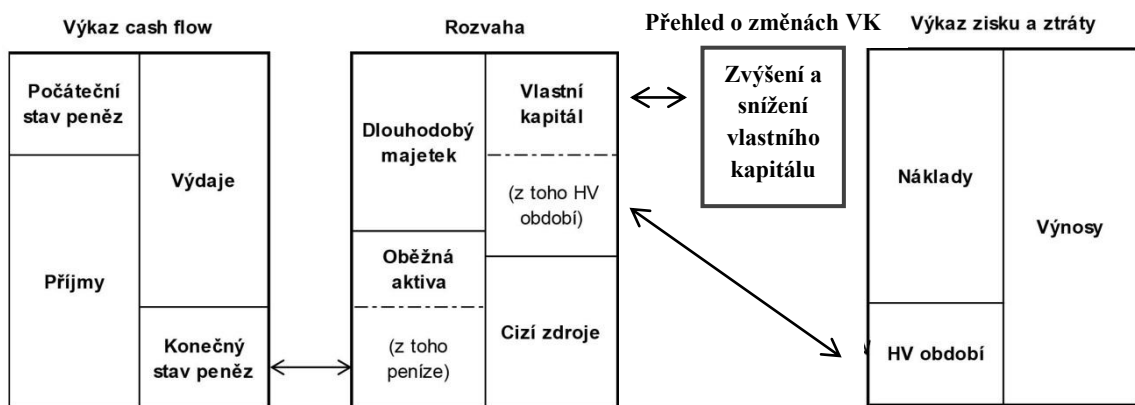 Výkaz cash flow
Počáteční
stav peněz
Výdaje
Příjmy
Konečný
stav peněz
Rozvaha
Dlouhodobý
majetek
Vlastní
kapitál
(z toho HV
období)
Oběžná
aktiva
(z toho
peníze)
Cizí zdroje
Přehled o změnách VK
Zvýšení a
snížení
vlastního
kapitálu
Výkaz zisku a ztráty
Náklady
Výnosy
HV období